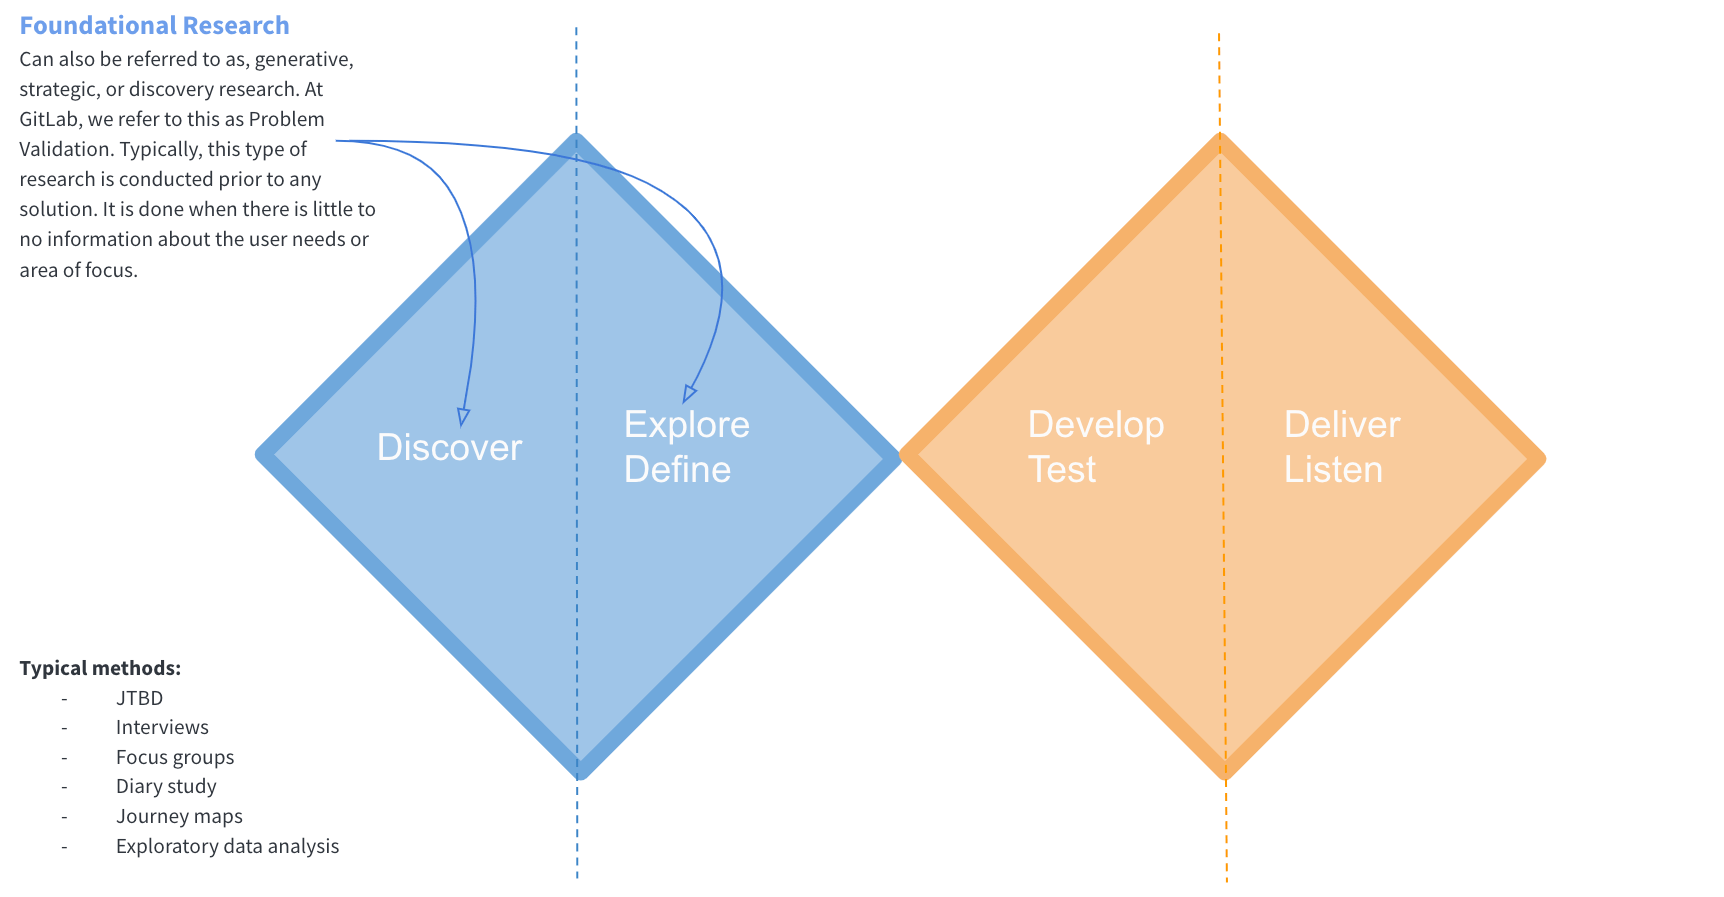 Foundational Research
Can also be referred to as, generative,
strategic, or discovery research. At
GitLab, we refer to this as Problem
Validation. Typically, this type of
research is conducted prior to any
solution. It is done when there is little to
no information about the user needs or
area of focus.
Discover
Explore
Define
Develop
Test
Deliver
Listen
Typical methods:
- JTBD
- Interviews
- Focus groups
- Diary study
- Journey maps
- Exploratory data analysis